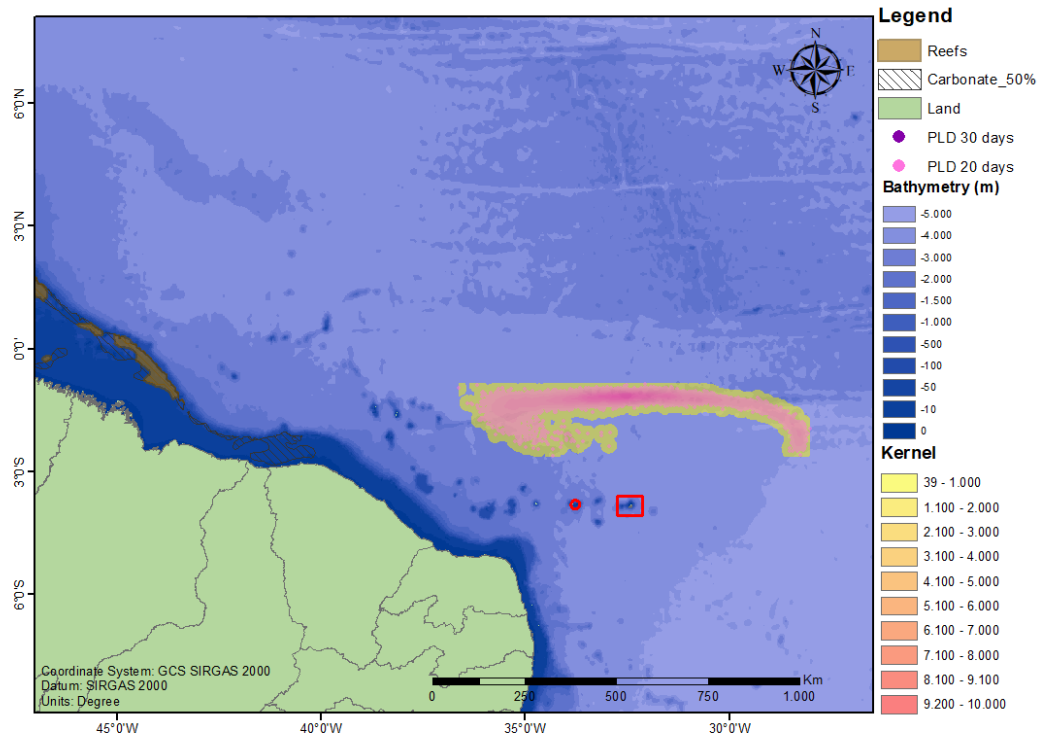 Legend
Reefs
Carbonate_50%
Land
PLD 30 days
PLD 20 days
Bathymetry (m)
-5.000
-4.000
-3.000
-2.000
-1.500
-1.000
-500
-100
-50
-10
0
Kernel
39 - 1.000
1.100 - 2.000
2.100 - 3.000
3.100 - 4.000
4.100 - 5.000
5.100 - 6.000
6.100 - 7.000
7.100 - 8.000
8.100 - 9.100
9.200 - 10.000
N
W E
S
6°0'N
3°0'N
0°0'
3°0'S
6°0'S
Coordinate System: GCS SIRGAS 2000
Datum: SIRGAS 2000
Units: Degree
Km
0 250 500 750 1.000
45°0'W 40°0'W 35°0'W 30°0'W